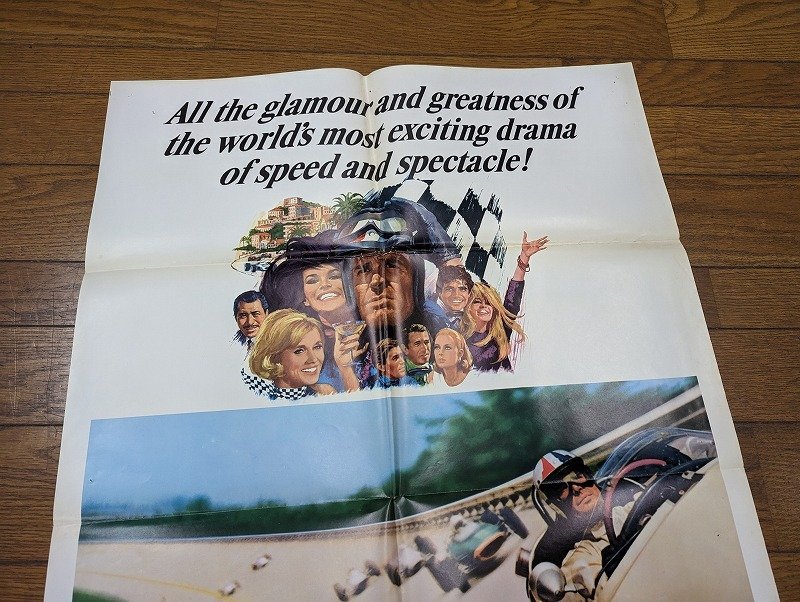 All the glamour and greatness of
the world's most exciting drama
of speed and spectacle!